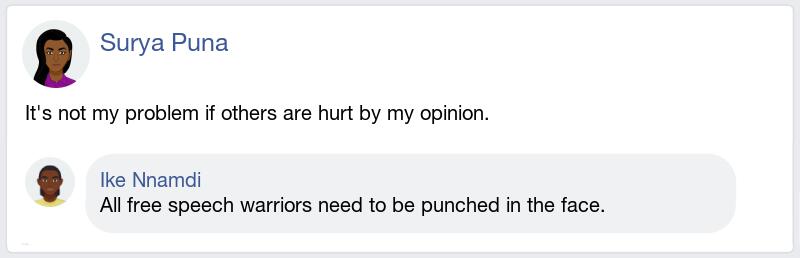 Surya Puna
It's not my problem if others are hurt by my opinion.
Ike Nnamdi
All free speech warriors need to be punched in the face.